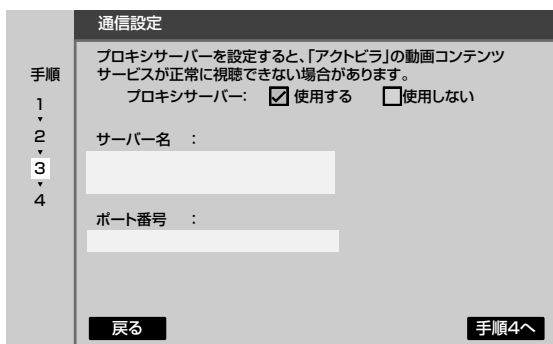 通信設定
プロキシサーバーを設定すると、「アクトビラ」の動画コンテンツ
サービスが正常に視聴できない場合があります。
プロキシサーバー: 使用する 使用しない
手順
1
2
3
4
サーバー名 :
ポート番号 :
戻る
手順4へ